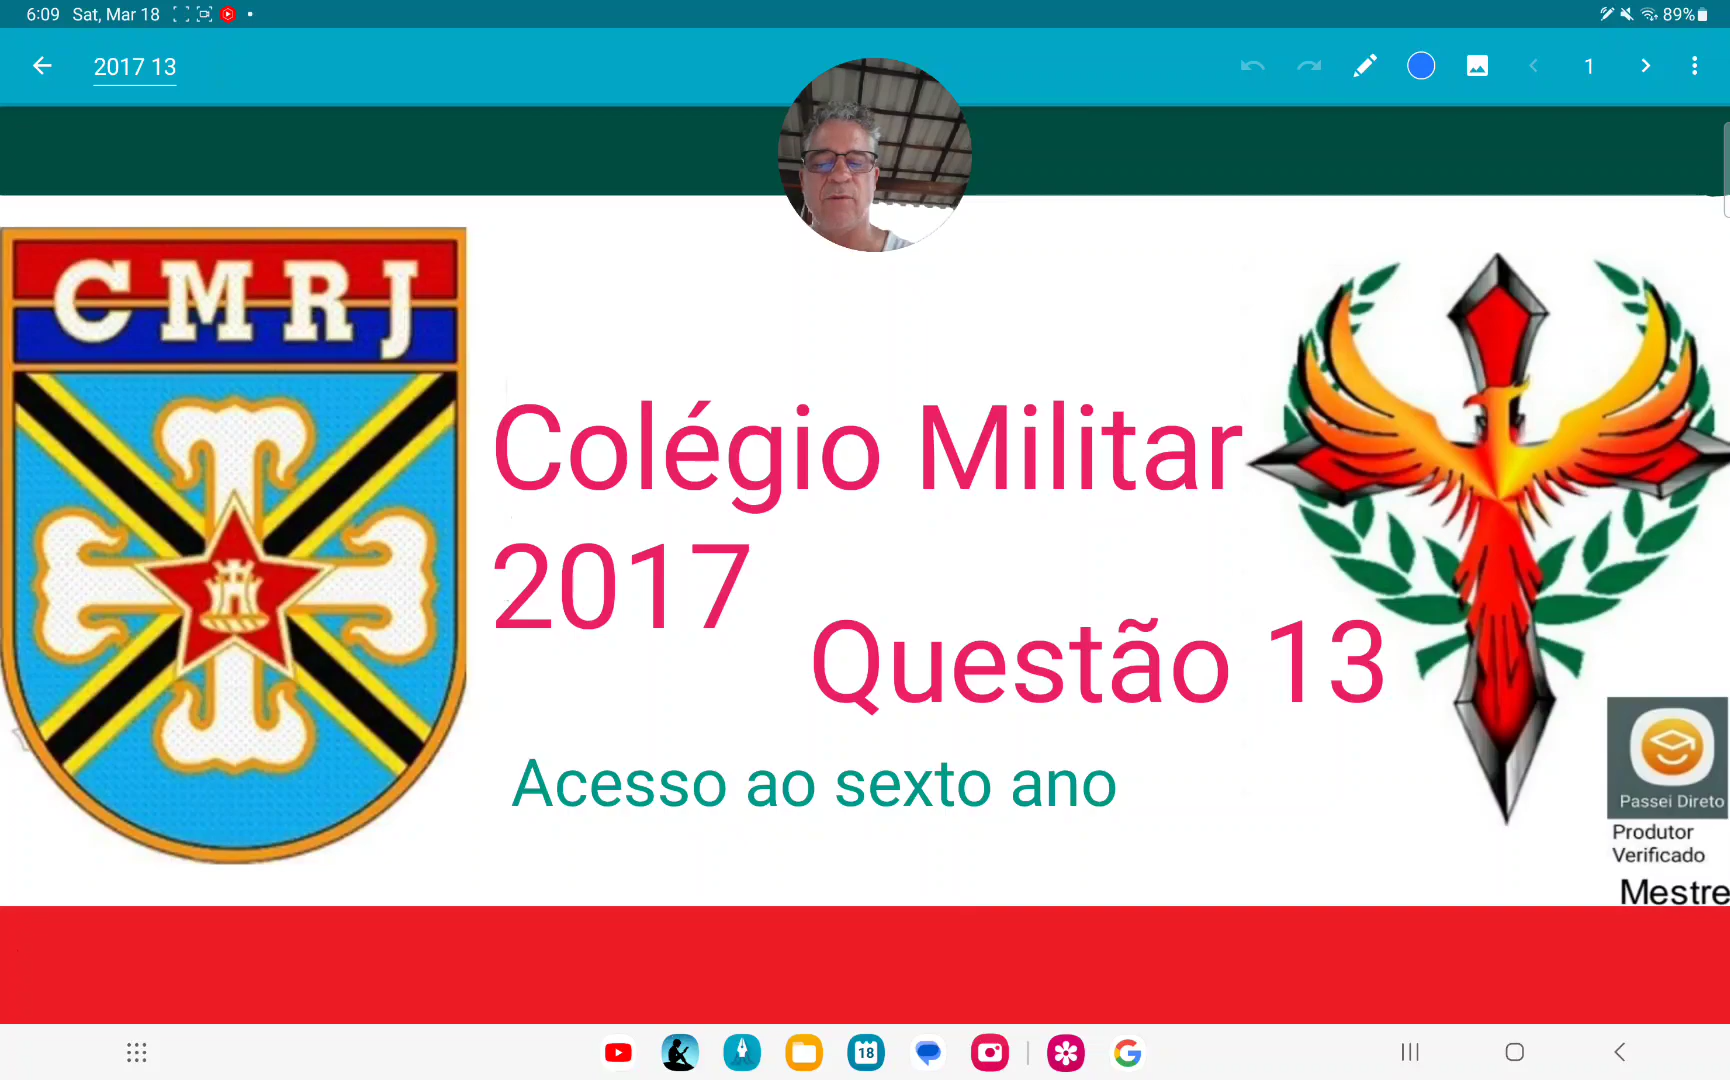 6:09 Sat, Mar 18
89%
2017 13
1
CMRJ
Colégio Militar
2017
Questão 13
Acesso ao sexto ano
Passei Direto
Produtor
Verificado
Mestre
18